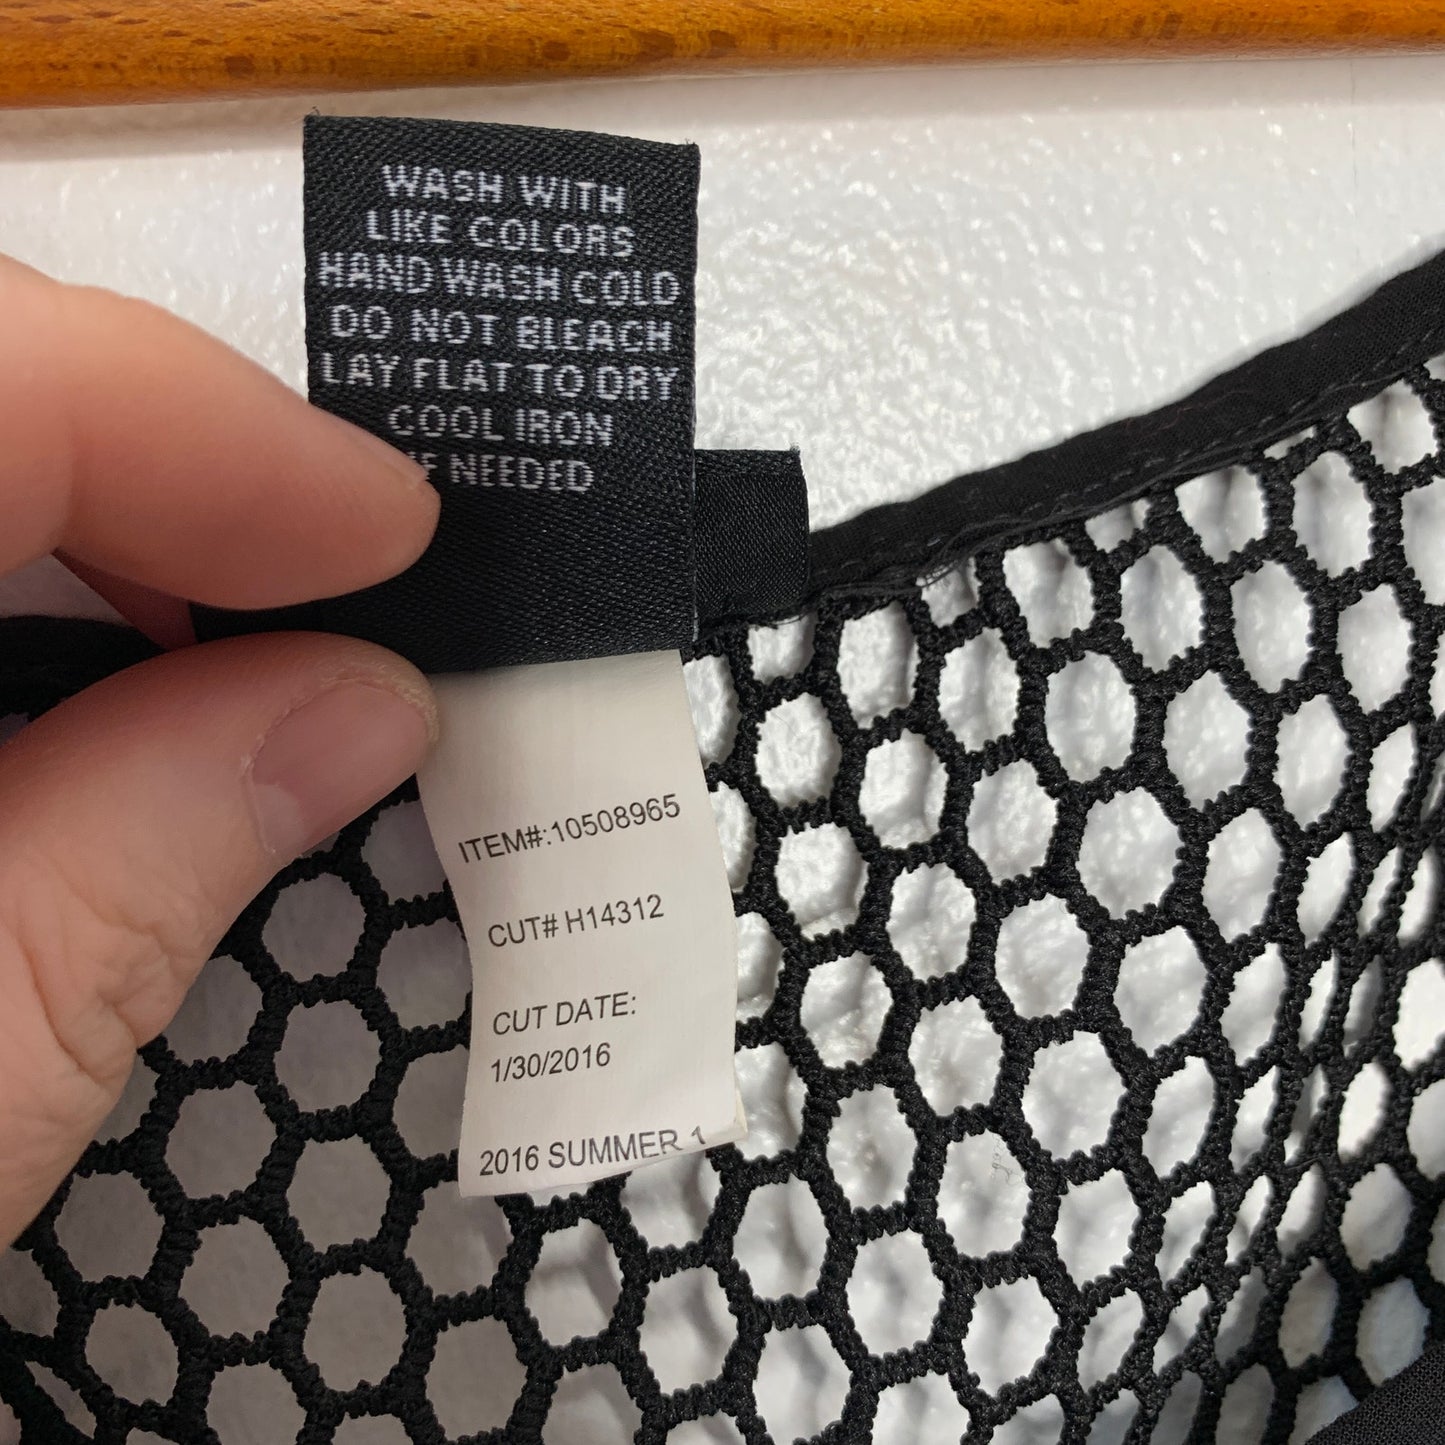 WASH WITH
LIKE COLORS
HAND WASH COLD
DO NOT BLEACH
LAY FLAT TO DRY
COOL IRON
IF NEEDED
ITEM#:10508965
CUT# H14312
CUT DATE:
1/30/2016
2016 SUMMER 1